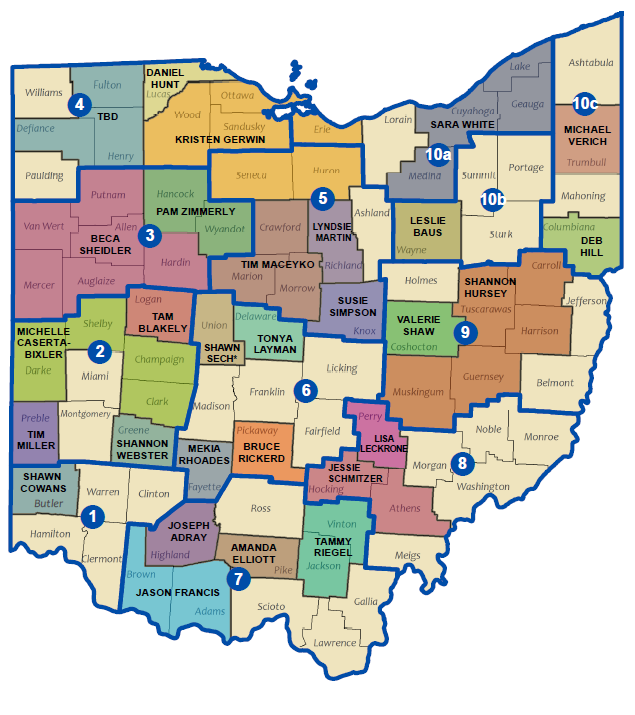 Ashtabula
Lake
Williams
Fulton
DANIEL
HUNT
Lucas
Ottawa
Geauga
4
TBD
Wood
Cuyahoga
10c
Defiance
Sandusky
Erie
Lorain
SARA WHITE
MICHAEL
VERICH
KRISTEN GERWIN
Henry
10a
Trumbull
Paulding
Seneca
Huron
Medina
Summit
Portage
Putnam
Hancock
5
10b
Mahoning
PAM ZIMMERLY
Ashland
LESLIE
BAUS
Van Wert
Allen
Wyandot
Crawford
LYNDSIE
MARTIN
Columbiana
3
Stark
BECA
SHEIDLER
Wayne
DEB
HILL
Hardin
TIM MACEYKO
Richland
Carroll
Mercer
Auglaize
Marion
Morrow
Holmes
SHANNON
HURSEY
Logan
SUSIE
SIMPSON
Jefferson
Tuscarawas
MICHELLE
CASERTA-
BIXLER
Shelby
TAM
BLAKELY
Union
Delaware
VALERIE
SHAW
9
Knox
Harrison
TONYA
LAYMAN
2
SHAWN
SECH*
Coshocton
Champaign
Darke
Miami
Licking
Guernsey
Belmont
Franklin
6
Muskingum
Clark
Madison
Preble
Montgomery
Perry
Greene
Pickaway
Fairfield
Noble
TIM
MILLER
SHANNON
WEBSTER
MEKIA
RHOADES
BRUCE
RICKERD
LISA
LECKRONE
Monroe
Morgan
8
JESSIE
SCHMITZER
SHAWN
COWANS
Washington
Warren
Clinton
Fayette
Hocking
Butler
Ross
Athens
1
JOSEPH
ADRAY
Vinton
Hamilton
TAMMY
RIEGEL
AMANDA
ELLIOTT
Highland
Meigs
Clermont
Jackson
Brown
Pike
7
JASON FRANCIS
Gallia
Scioto
Adams
Lawrence